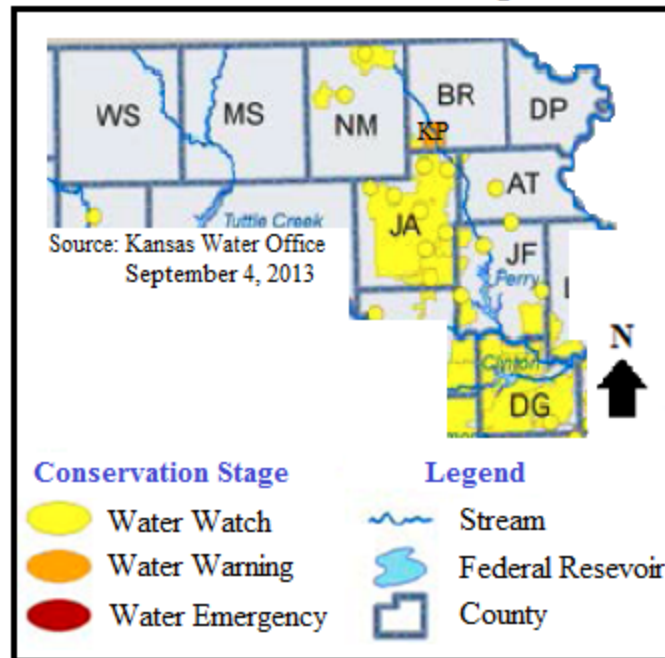 BR
DP
WS
MS
NM
KP
AT
Tuttle Creek
JA
Source: Kansas Water Office
September 4, 2013
JF
Perry
N
Clinton
DG
Conservation Stage
Legend
Water Watch
Stream
Water Warning
Federal Resevoir
Water Emergency
County